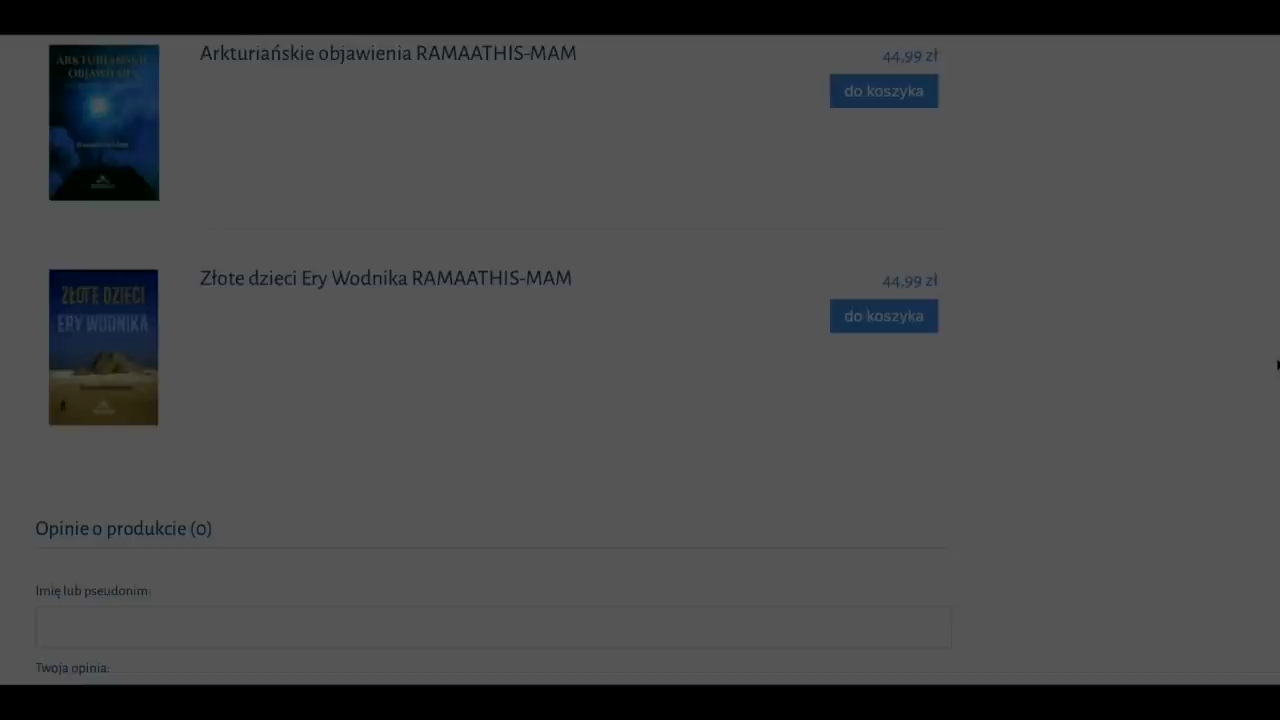 Arkturiańskie objawienia RAMAATHIS-MAM
44,99 zł
do koszyka
ARKTURIAŃSKIE
OBJAWIENIA
Złote dzieci Ery Wodnika RAMAATHIS-MAM
44,99 zł
do koszyka
ZŁOTE DZIECI
ERY WODNIKA
Opinie o produkcie (0)
Imię lub pseudonim:
Twoja opinia: